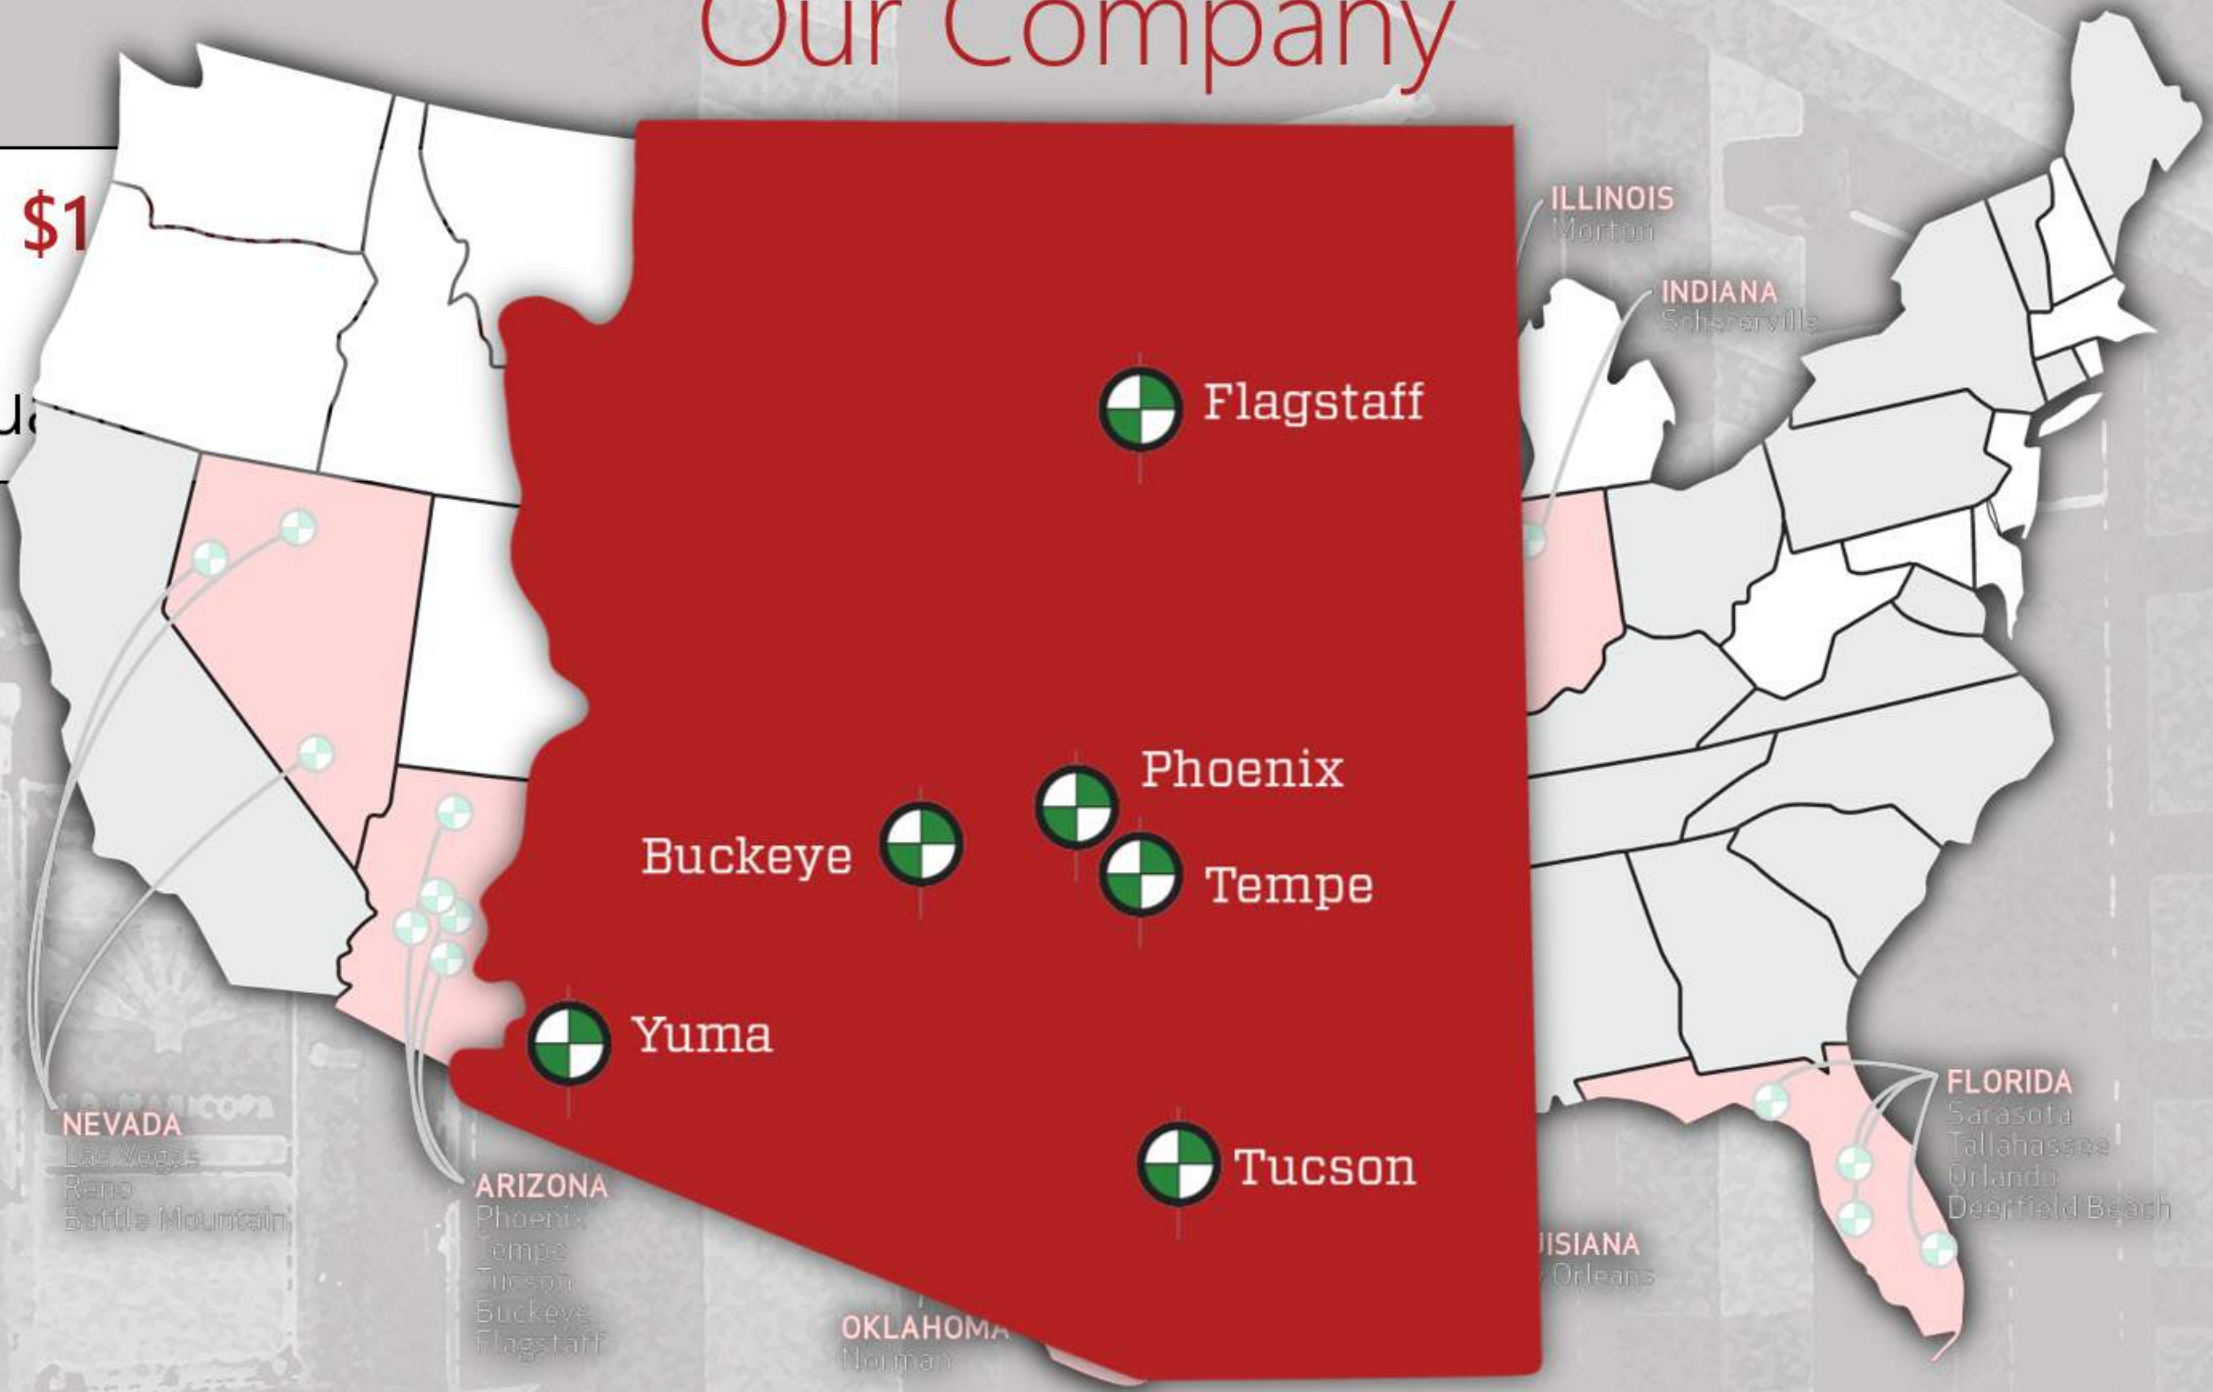 Our Company
$1
ILLINOIS
Morton
INDIANA
Schererville
Flagstaff
Phoenix
Buckeye
Tempe
Yuma
Tucson
NEVADA
Las Vegas
Reno
Battle Mountain
ARIZONA
Phoenix
Tempe
Tucson
Buckeye
Flagstaff
OKLAHOMA
Norman
ISIANA
Orleans
FLORIDA
Sarasota
Tallahassee
Orlando
Deerfield Beach